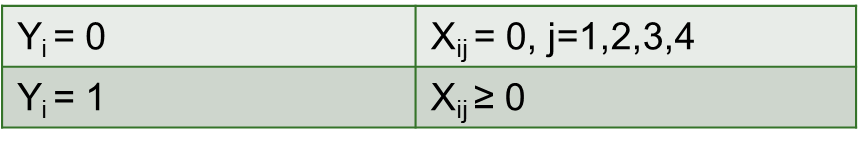 Yi = 0 Xij = 0, j=1,2,3,4
Yi = 1 Xij ≥ 0